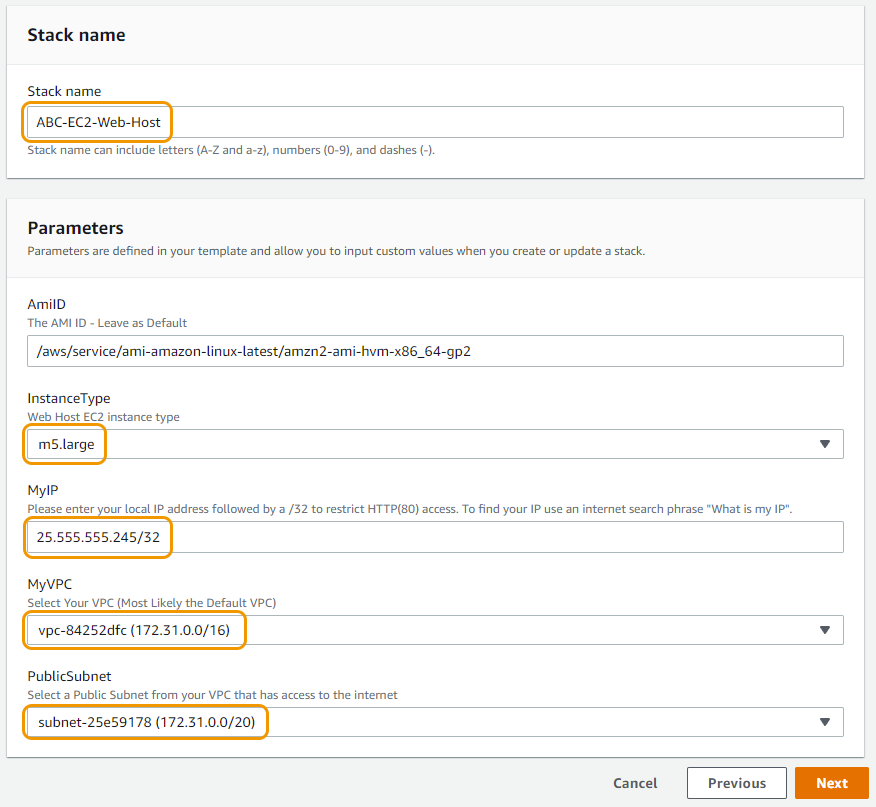 Stack name
Stack name
ABC-EC2-Web-Host
Stack name can include letters (A-Z and a-z), numbers (0-9), and dashes (-).
Parameters
Parameters are defined in your template and allow you to input custom values when you create or update a stack.
AmiID
The AMI ID - Leave as Default
/aws/service/ami-amazon-linux-latest/amzn2-ami-hvm-x86_64-gp2
InstanceType
Web Host EC2 instance type
m5.large
MyIP
Please enter your local IP address followed by a /32 to restrict HTTP(80) access. To find your IP use an internet search phrase "What is my IP".
25.555.555.245/32
MyVPC
Select Your VPC (Most Likely the Default VPC)
vpc-84252dfc (172.31.0.0/16)
PublicSubnet
Select a Public Subnet from your VPC that has access to the internet
subnet-25e59178 (172.31.0.0/20)
Cancel Previous Next